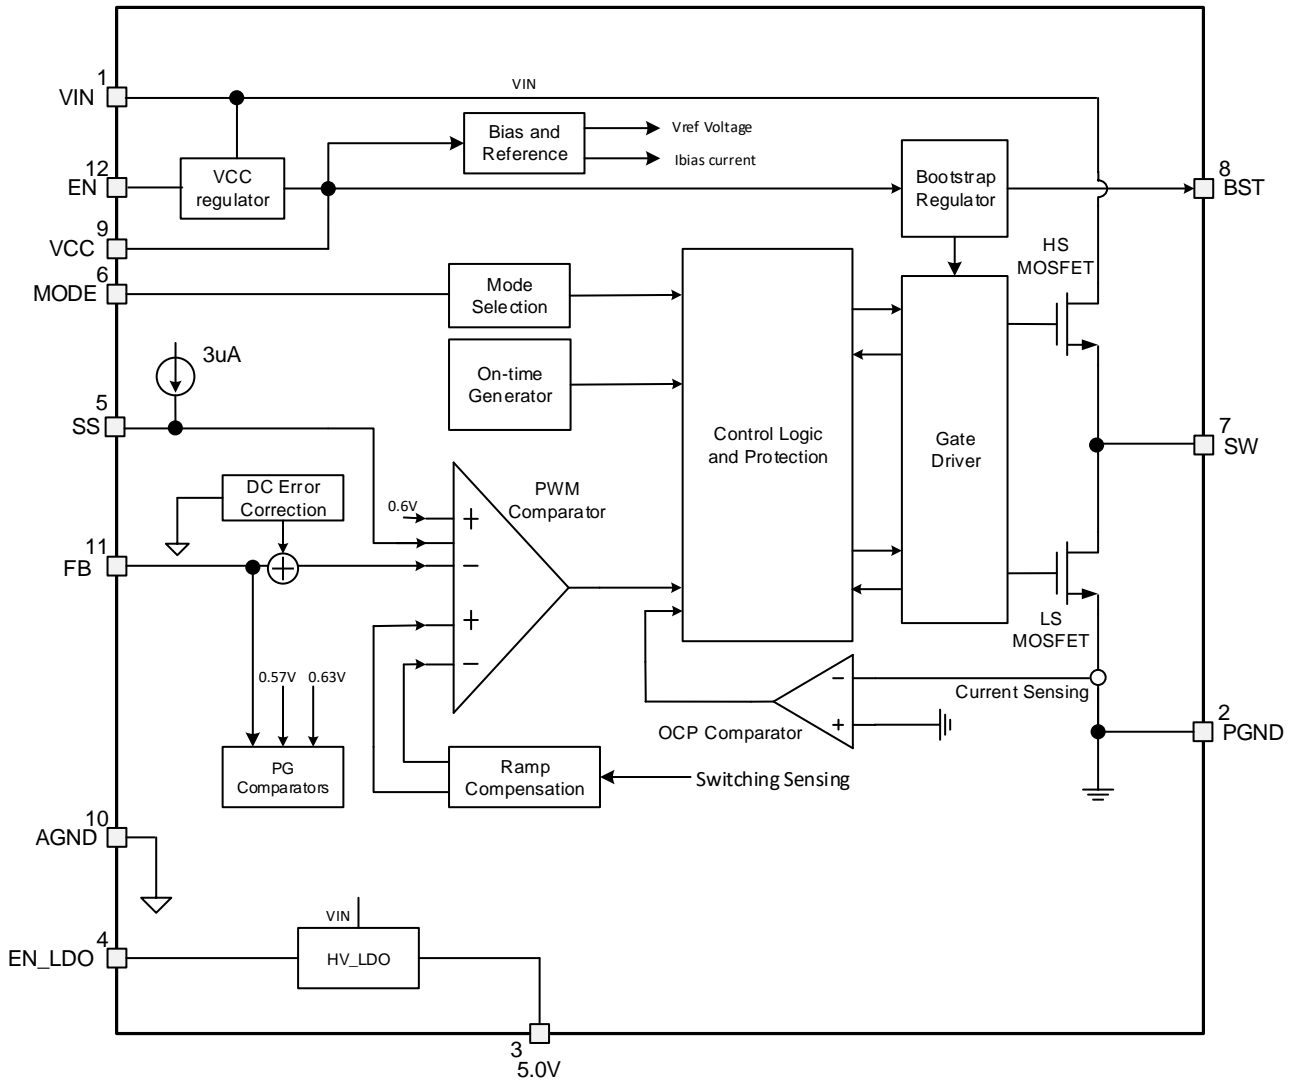 1
VIN
VIN
Bias and
Reference
Vref Voltage
Ibias current
12
EN
VCC
regulator
Bootstrap
Regulator
8
BST
9
VCC
HS
MOSFET
6
MODE
Mode
Selection
3uA
On-time
Generator
5
SS
Control Logic
and Protection
Gate
Driver
7
SW
DC Error
Correction
0.6V
PWM
Comparator
+
11
FB
+
−
+
−
LS
MOSFET
0.57V
0.63V
−
Current Sensing
+
OCP Comparator
2
PGND
PG
Comparators
Ramp
Compensation
Switching Sensing
10
AGND
VIN
4
EN_LDO
HV_LDO
3
5.0V